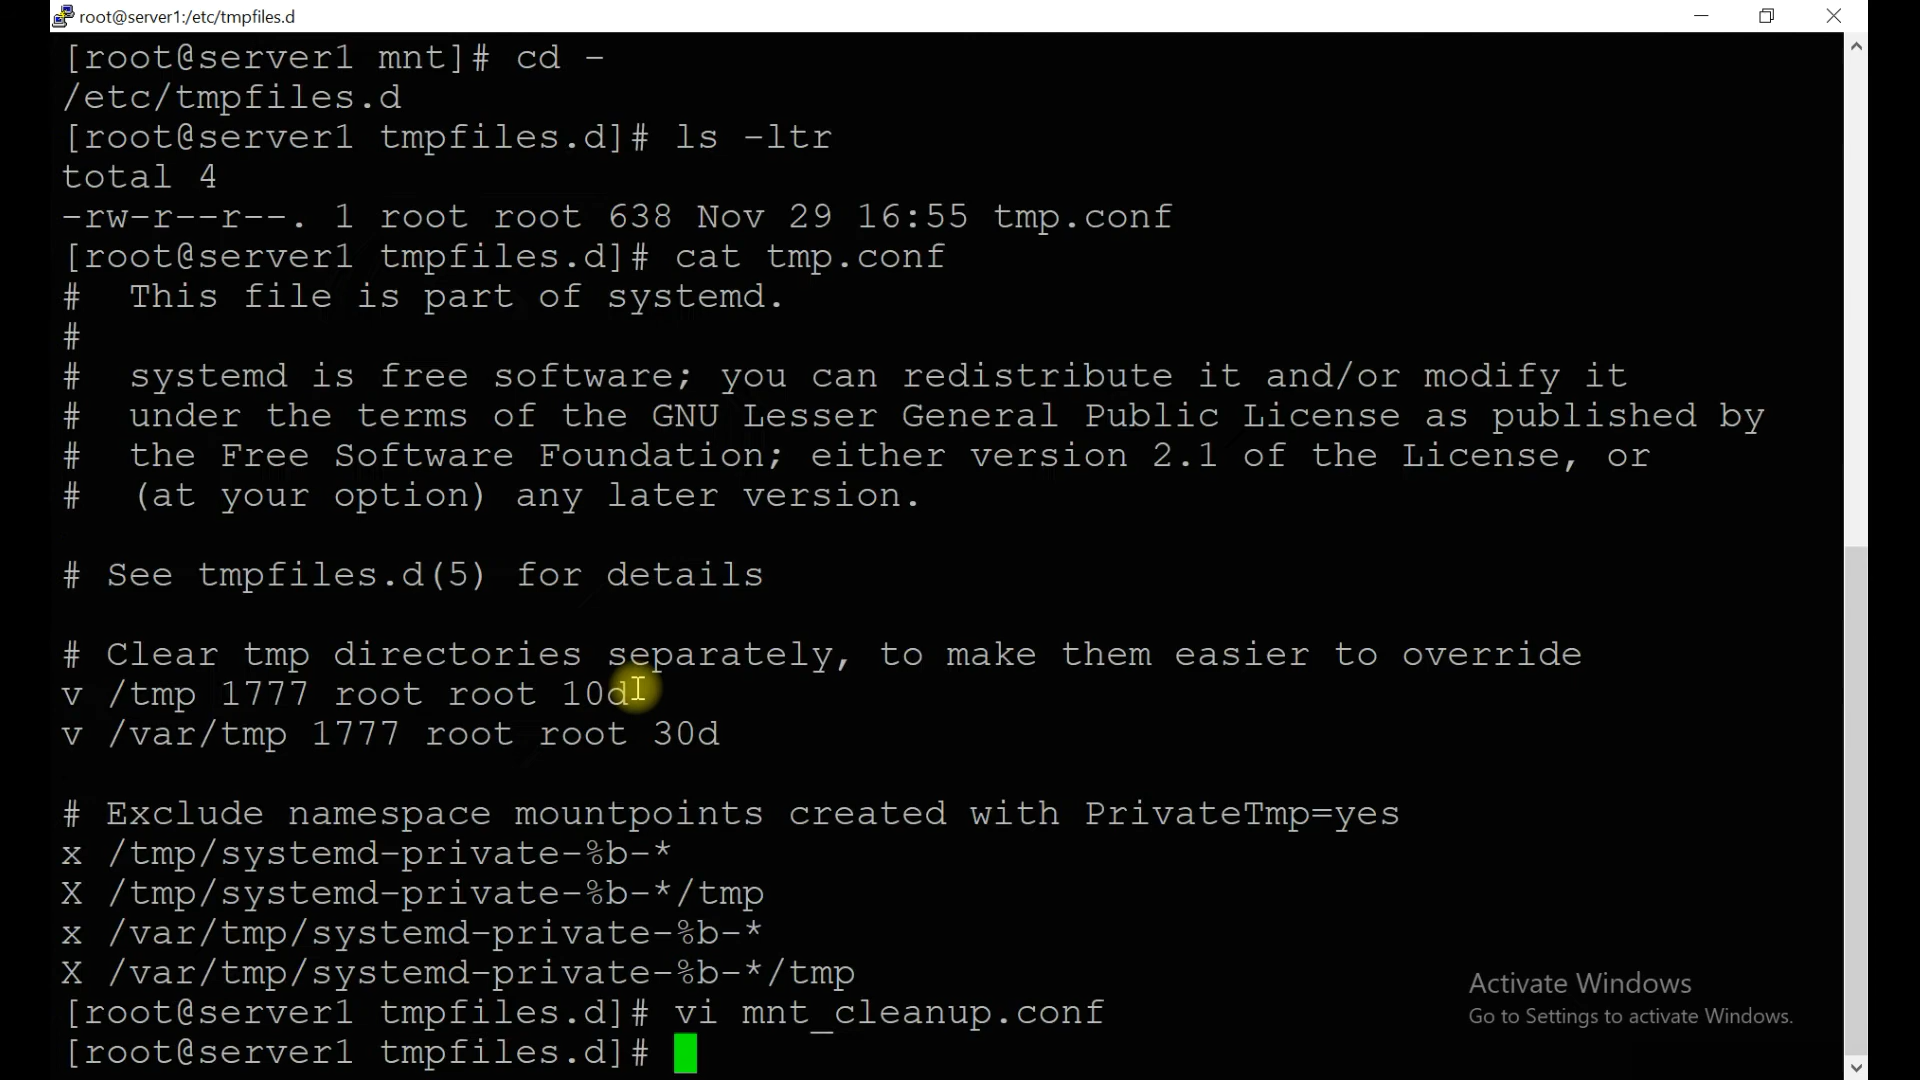 root@server1:/etc/tmpfiles.d
[root@server1 mnt]# cd -
/etc/tmpfiles.d
[root@server1 tmpfiles.d]# ls -ltr
total 4
-rw-r--r--. 1 root root 638 Nov 29 16:55 tmp.conf
[root@server1 tmpfiles.d]# cat tmp.conf
#  This file is part of systemd.
#
#  systemd is free software; you can redistribute it and/or modify it
#  under the terms of the GNU Lesser General Public License as published by
#  the Free Software Foundation; either version 2.1 of the License, or
#  (at your option) any later version.

# See tmpfiles.d(5) for details

# Clear tmp directories separately, to make them easier to override
v /tmp 1777 root root 10d
v /var/tmp 1777 root root 30d

# Exclude namespace mountpoints created with PrivateTmp=yes
x /tmp/systemd-private-%b-*
X /tmp/systemd-private-%b-*/tmp
x /var/tmp/systemd-private-%b-*
X /var/tmp/systemd-private-%b-*/tmp
[root@server1 tmpfiles.d]# vi mnt_cleanup.conf
[root@server1 tmpfiles.d]#
Activate Windows
Go to Settings to activate Windows.